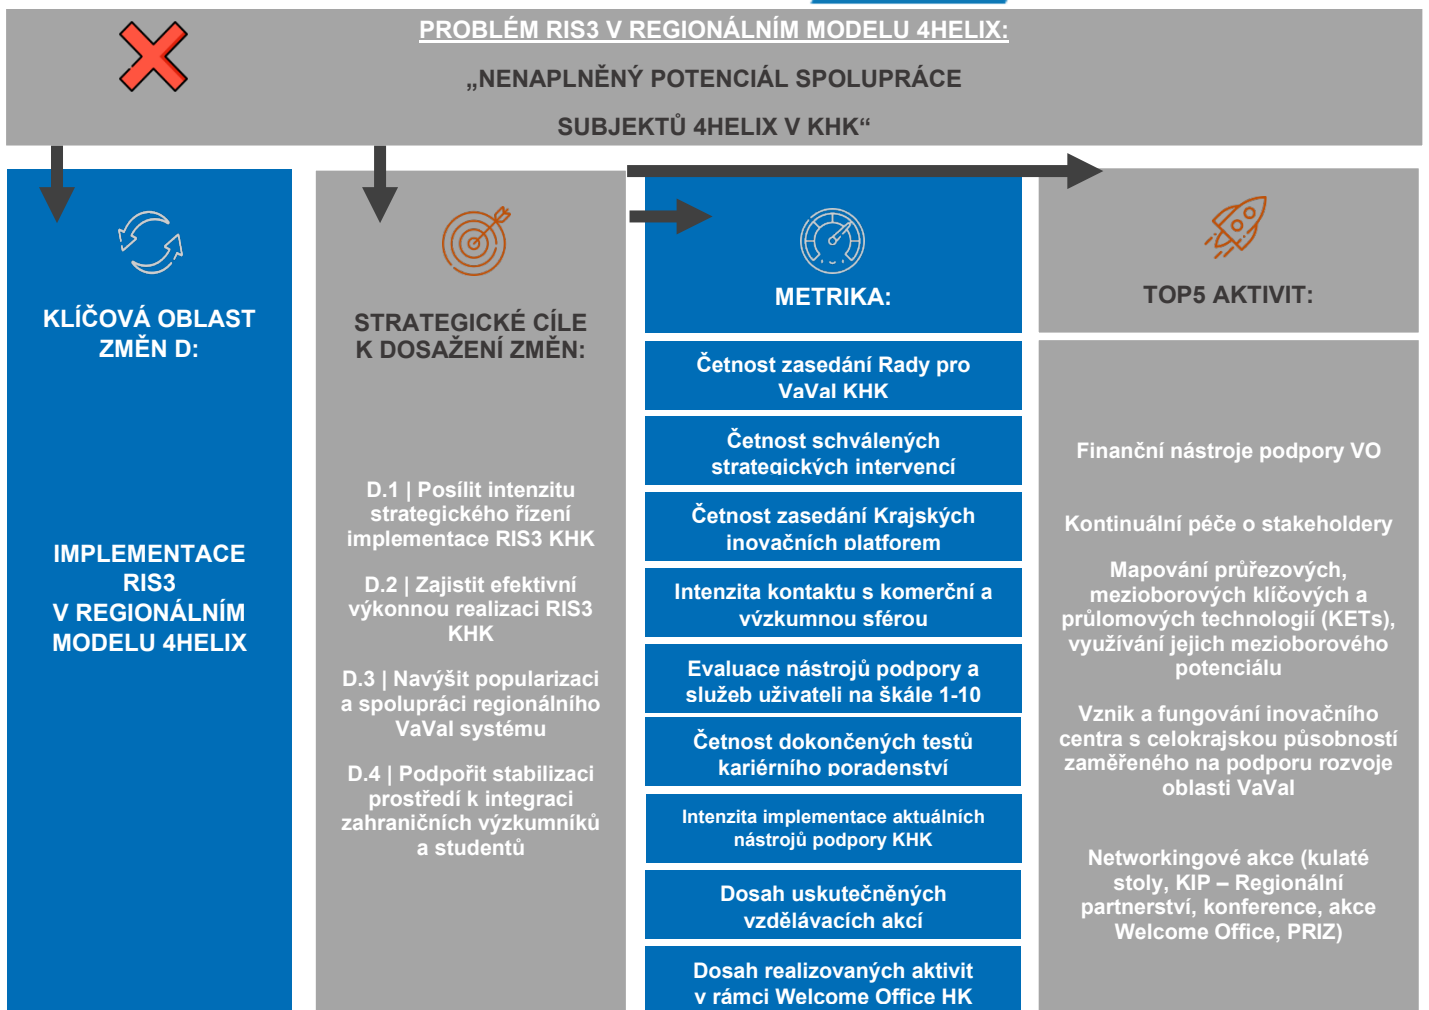 PROBLÉM RIS3 V REGIONÁLNÍM MODELU 4HELIX:
„NENAPLNĚNÝ POTENCIÁL SPOLUPRÁCE
SUBJEKTŮ 4HELIX V KHK“
KLÍČOVÁ OBLAST
ZMĚN D:
IMPLEMENTACE
RIS3
V REGIONÁLNÍM
MODELU 4HELIX
STRATEGICKÉ CÍLE
K DOSAŽENÍ ZMĚN:
D.1 | Posílit intenzitu
strategického řízení
implementace RIS3 KHK
D.2 | Zajistit efektivní
výkonnou realizaci RIS3
KHK
D.3 | Navýšit popularizaci
a spolupráci regionálního
VaVaI systému
D.4 | Podpořit stabilizaci
prostředí k integraci
zahraničních výzkumníků
a studentů
METRIKA:
Četnost zasedání Rady pro
VaVaI KHK
Četnost schválených
strategických intervencí
Četnost zasedání Krajských
inovačních platforem
Intenzita kontaktu s komerční a
výzkumnou sférou
Evaluace nástrojů podpory a
služeb uživateli na škále 1-10
Četnost dokončených testů
kariérního poradenství
Intenzita implementace aktuálních
nástrojů podpory KHK
Dosah uskutečněných
vzdělávacích akcí
Dosah realizovaných aktivit
v rámci Welcome Office HK
TOP5 AKTIVIT:
Finanční nástroje podpory VO
Kontinuální péče o stakeholdery
Mapování průřezových,
mezioborových klíčových a
průlomových technologií (KETs),
využívání jejich mezioborového
potenciálu
Vznik a fungování inovačního
centra s celokrajskou působností
zaměřeného na podporu rozvoje
oblasti VaVaI
Networkingové akce (kulaté
stoly, KIP – Regionální
partnerství, konference, akce
Welcome Office, PRIZ)